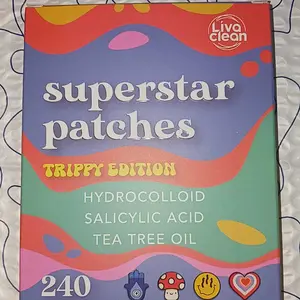 Liva
clean
superstar
patches
TRIPPY EDITION
HYDROCOLLOID
SALICYLIC ACID
TEA TREE OIL
240